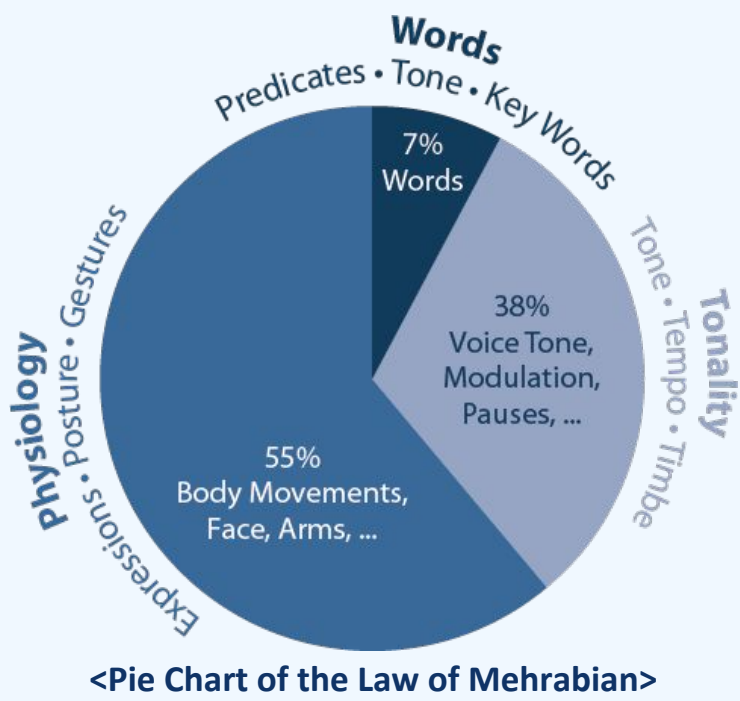 Words
Predicates • Tone • Key Words
7%
Words
Tone • Tempo • Timbe
Tonality
38%
Voice Tone,
Modulation,
Pauses, ...
Physiology
Expressions • Posture • Gestures
55%
Body Movements,
Face, Arms, ...
<Pie Chart of the Law of Mehrabian>